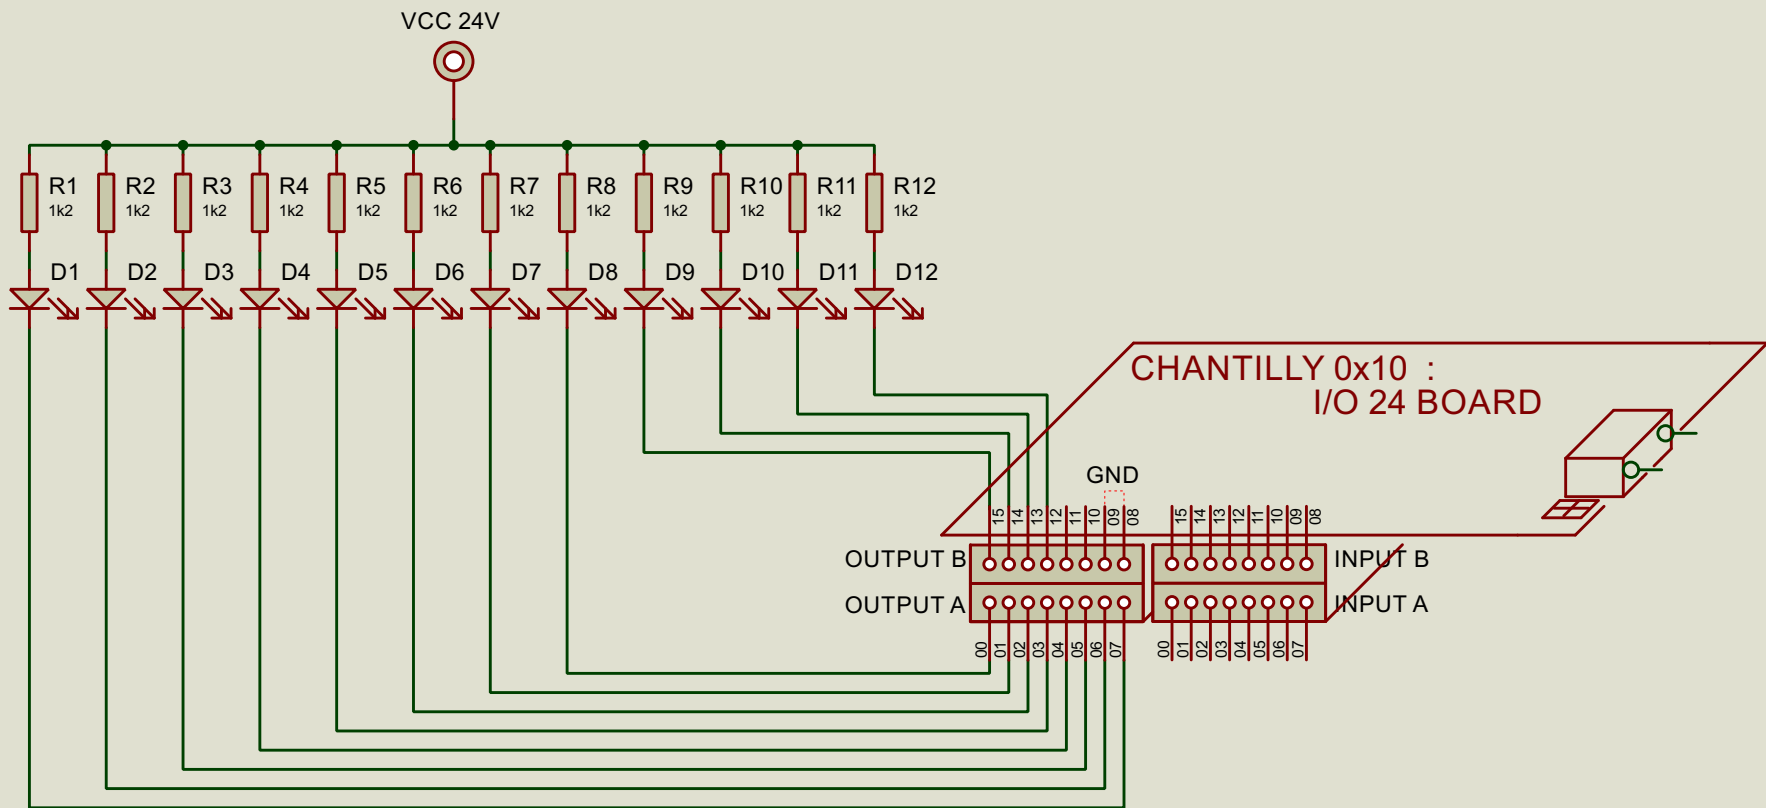 VCC 24V
R1 R2 R3 R4 R5 R6 R7 R8 R9 R10 R11 R12
1k2 1k2 1k2 1k2 1k2 1k2 1k2 1k2 1k2 1k2 1k2 1k2
D1 D2 D3 D4 D5 D6 D7 D8 D9 D10 D11 D12
CHANTILLY 0x10 :
I/O 24 BOARD
GND
15 14 13 12 11 10 09 08 15 14 13 12 11 10 09 08
OUTPUT B INPUT B
OUTPUT A INPUT A
00 01 02 03 04 05 06 07 00 01 02 03 04 05 06 07